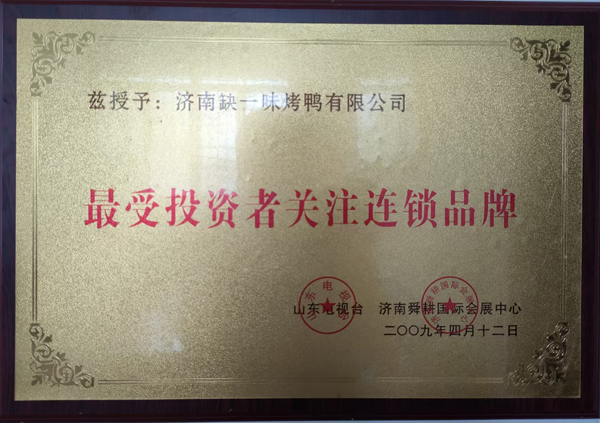 兹授予：济南缺一味烤鸭有限公司
最受投资者关注连锁品牌
山东电视台 济南舜耕国际会展中心
二〇〇九年四月十二日